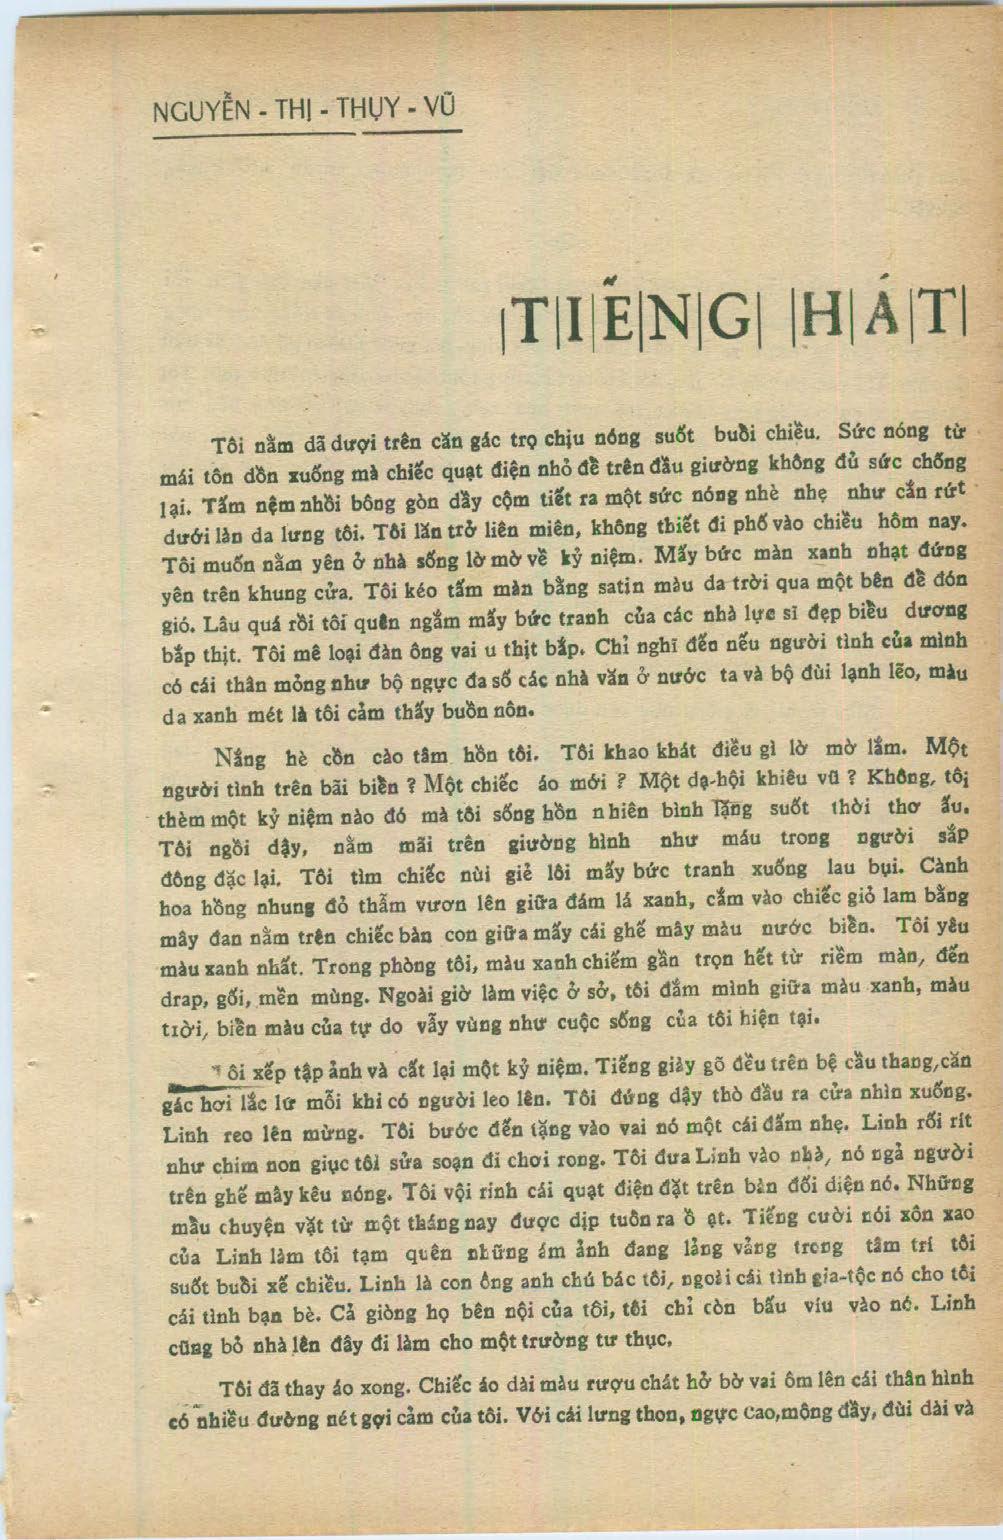 NGUYỄN - THỊ - THỤY - VŨ
TIẾNG HÁT
Tôi nằm dã dượi trên căn gác trọ chịu nóng suốt buổi chiều. Sức nóng từ
mái tôn dồn xuống mà chiếc quạt điện nhỏ để trên đầu giường không đủ sức chống
lại. Tấm nệm nhồi bông gòn dầy cộm tiết ra một sức nóng nhè nhẹ như cắn rứt
dưới làn da lưng tôi. Tôi lăn trở liên miên, không thiết đi phố vào chiều hôm nay.
Tôi muốn nằm yên ở nhà sống lờ mờ về kỷ niệm. Mấy bức màn xanh nhạt đứng
yên trên khung cửa. Tôi kéo tấm màn bằng satin màu da trời qua một bên để đón
gió. Lâu quá rồi tôi quên ngắm mấy bức tranh của các nhà lực sĩ đẹp biểu dương
bắp thịt. Tôi mê loại đàn ông vai u thịt bắp. Chỉ nghĩ đến nếu người tình của mình
có cái thân mỏng như bộ ngực đa số các nhà văn ở nước ta và bộ đùi lạnh lẽo, màu
da xanh mét là tôi cảm thấy buồn nôn.
Nắng hè cồn cào tâm hồn tôi. Tôi khao khát điều gì lờ mờ lắm. Một
người tình trên bãi biển ? Một chiếc áo mới ? Một dạ-hội khiêu vũ ? Không, tôi
thèm một kỷ niệm nào đó mà tôi sống hồn nhiên bình lặng suốt thời thơ ấu.
Tôi ngồi dậy, nằm mãi trên giường hình như máu trong người sắp
đông đặc lại. Tôi tìm chiếc nùi giẻ lôi mấy bức tranh xuống lau bụi. Cành
hoa hồng nhung đỏ thẫm vươn lên giữa đám lá xanh, cắm vào chiếc giỏ lam bằng
mây đan nằm trên chiếc bàn con giữa mấy cái ghế mây màu nước biển. Tôi yêu
màu xanh nhất. Trong phòng tôi, màu xanh chiếm gần trọn hết từ riềm màn, đến
drap, gối, mền mùng. Ngoài giờ làm việc ở sở, tôi đắm mình giữa màu xanh, màu
trời, biển màu của tự do vẫy vùng như cuộc sống của tôi hiện tại.
Tôi xếp tập ảnh và cất lại một kỷ niệm. Tiếng giày gõ đều trên bệ cầu thang,căn
gác hơi lắc lư mỗi khi có người leo lên. Tôi đứng dậy thò đầu ra cửa nhìn xuống.
Linh reo lên mừng. Tôi bước đến tặng vào vai nó một cái đấm nhẹ. Linh rối rít
như chim non giục tôi sửa soạn đi chơi rong. Tôi đưa Linh vào nhà, nó ngả người
trên ghế mây kêu nóng. Tôi vội rinh cái quạt điện đặt trên bàn đối diện nó. Những
mẩu chuyện vặt từ một tháng nay được dịp tuôn ra ồ ạt. Tiếng cười nói xôn xao
của Linh làm tôi tạm quên những ám ảnh đang lảng vảng trong tâm trí tôi
suốt buổi xế chiều. Linh là con ông anh chú bác tôi, ngoài cái tình gia-tộc nó cho tôi
cái tình bạn bè. Cả giòng họ bên nội của tôi, tôi chỉ còn bấu víu vào nó. Linh
cũng bỏ nhà lên đây đi làm cho một trường tư thục.
Tôi đã thay áo xong. Chiếc áo dài màu rượu chát hở bờ vai ôm lên cái thân hình
có nhiều đường nét gợi cảm của tôi. Với cái lưng thon, ngực cao,mông đầy, đùi dài và